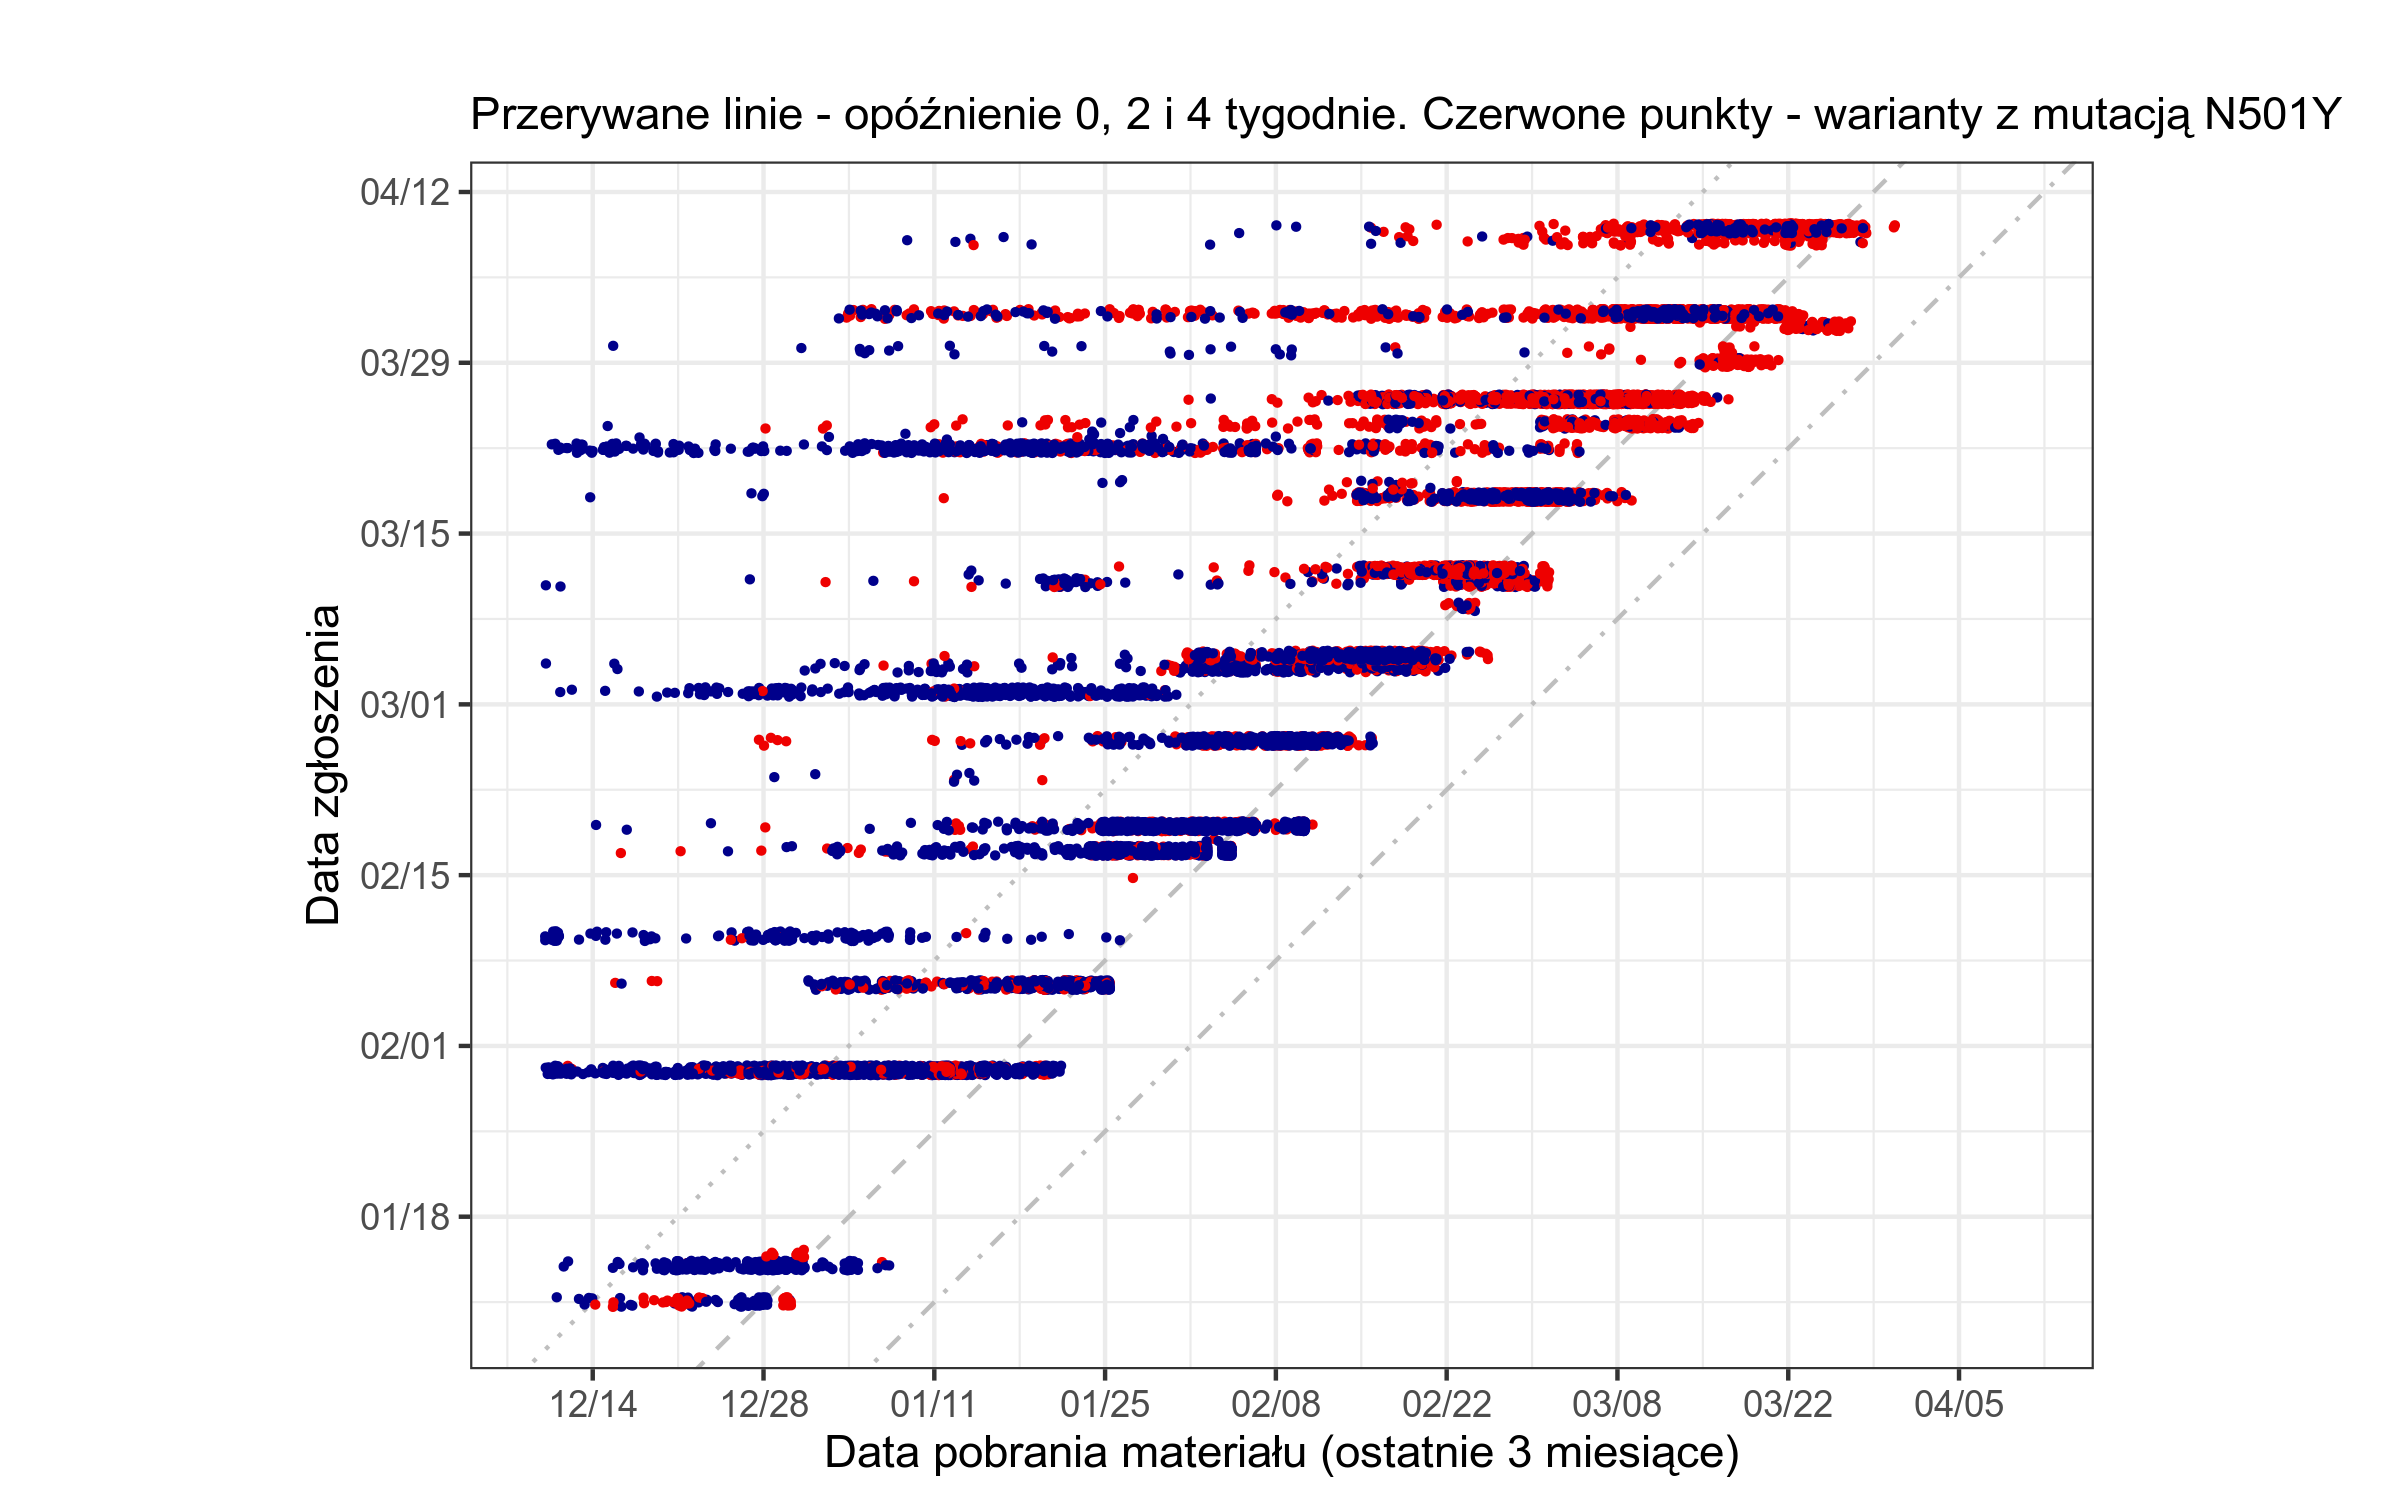 Przerywane linie - opóźnienie 0, 2 i 4 tygodnie. Czerwone punkty - warianty z mutacją N501Y
04/12
03/29
03/15
03/01
02/15
02/01
01/18
Data zgłoszenia
12/14 12/28 01/11 01/25 02/08 02/22 03/08 03/22 04/05
Data pobrania materiału (ostatnie 3 miesiące)